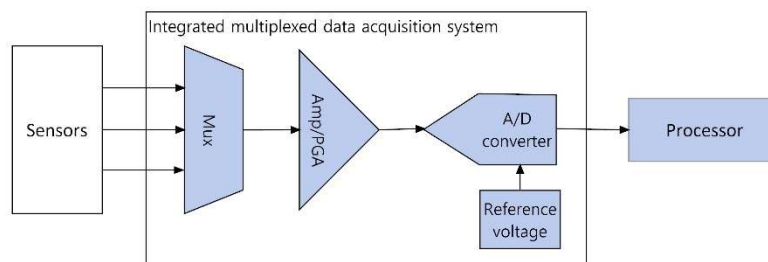 Integrated multiplexed data acquisition system
Sensors
Mux
Amp/PGA
A/D
converter
Reference
voltage
Processor